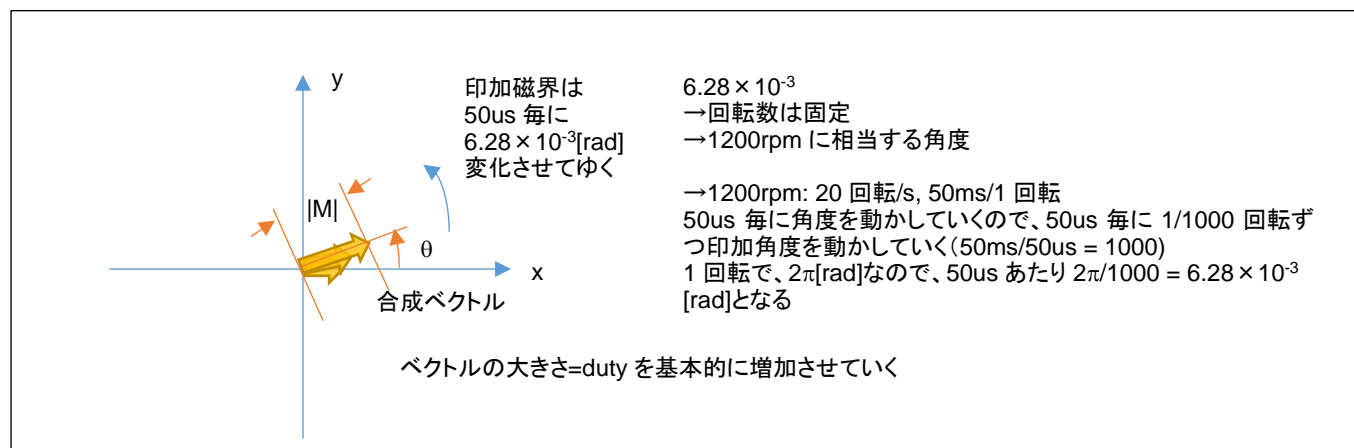 y
印加磁界は
50us 毎に
6.28×10-3[rad]
変化させてゆく
6.28×10-3
→回転数は固定
→1200rpm に相当する角度
→1200rpm: 20 回転/s, 50ms/1 回転
50us 毎に角度を動かしていくので、50us 毎に 1/1000 回転ず
つ印加角度を動かしていく(50ms/50us = 1000)
1 回転で、2π[rad]なので、50us あたり 2π/1000 = 6.28×10-3
[rad]となる
|M|
θ
x
合成ベクトル
ベクトルの大きさ=duty を基本的に増加させていく